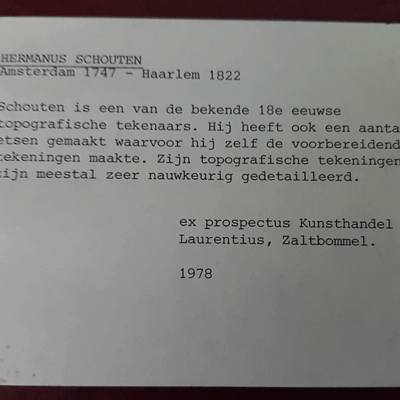 HERMANUS SCHOUTEN
Amsterdam 1747 - Haarlem 1822
Schouten is een van de bekende 18e eeuwse
topografische tekenaars. Hij heeft ook een aanta
etsen gemaakt waarvoor hij zelf de voorbereidend
tekeningen maakte. Zijn topografische tekeningen
zijn meestal zeer nauwkeurig gedetailleerd.
ex prospectus Kunsthandel
Laurentius, Zaltbommel.
1978